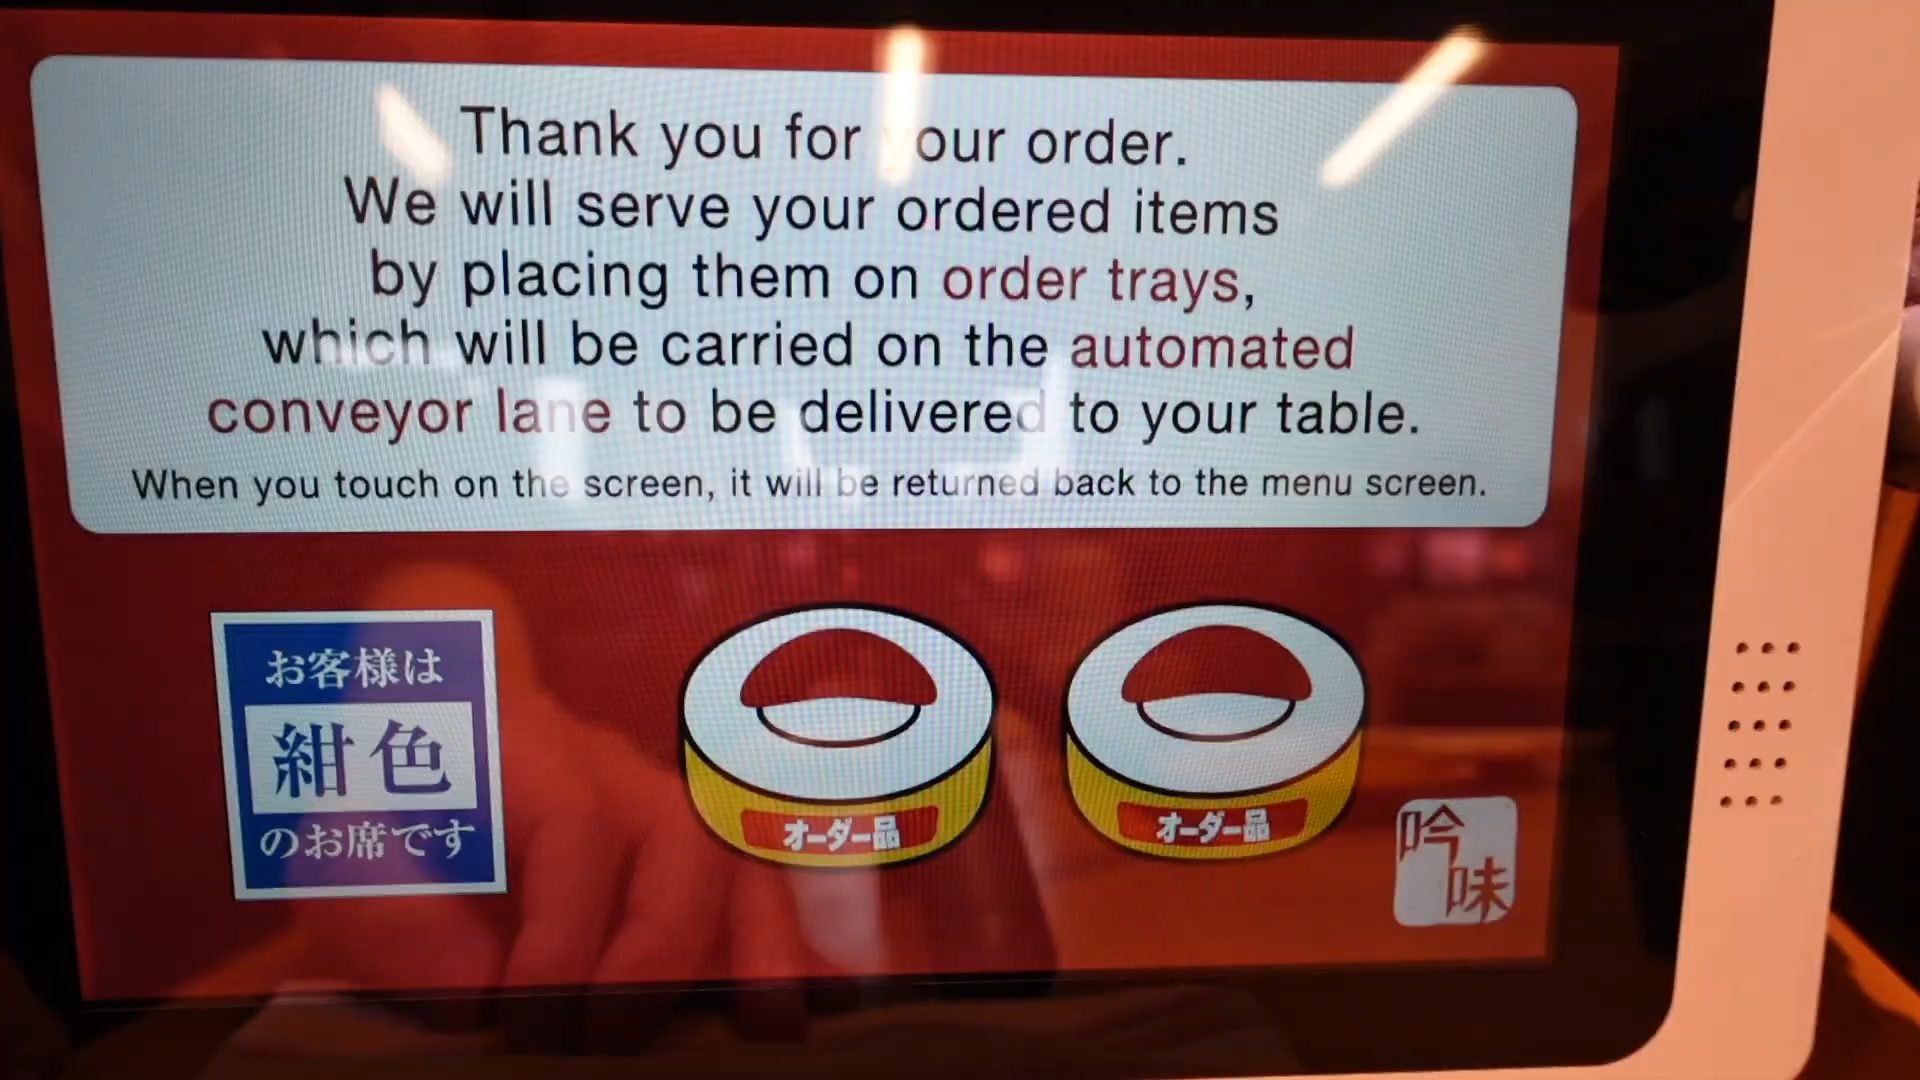 Thank you for your order.
We will serve your ordered items
by placing them on order trays,
which will be carried on the automated
conveyor lane to be delivered to your table.
When you touch on the screen, it will be returned back to the menu screen.
お客様は
紺色
のお席です
オーダー品
オーダー品
吟味